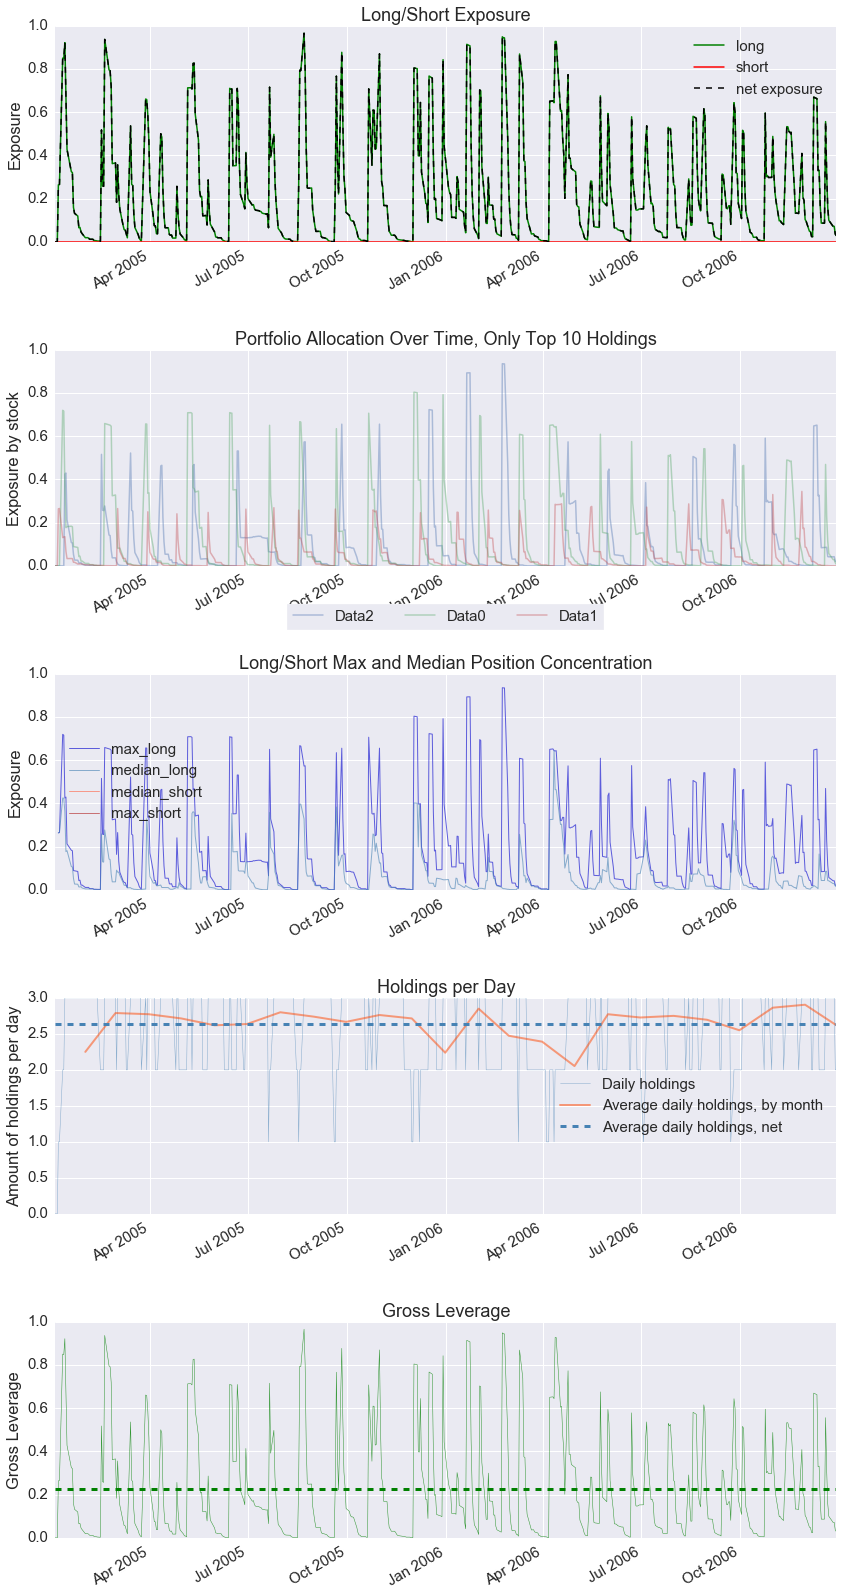 Long/Short Exposure
1.0
0.8
0.6
0.4
0.2
0.0
Exposure
long
short
net exposure
Apr 2005
Jul 2005
Oct 2005
Jan 2006
Apr 2006
Jul 2006
Oct 2006
Portfolio Allocation Over Time, Only Top 10 Holdings
1.0
0.8
0.6
0.4
0.2
0.0
Exposure by stock
Apr 2005
Jul 2005
Oct 2005
Jan 2006
Apr 2006
Jul 2006
Oct 2006
Data2 Data0 Data1
Long/Short Max and Median Position Concentration
1.0
0.8
0.6
0.4
0.2
0.0
Exposure
max_long
median_long
median_short
max_short
Apr 2005
Jul 2005
Oct 2005
Jan 2006
Apr 2006
Jul 2006
Oct 2006
Holdings per Day
3.0
2.5
2.0
1.5
1.0
0.5
0.0
Amount of holdings per day
Daily holdings
Average daily holdings, by month
Average daily holdings, net
Apr 2005
Jul 2005
Oct 2005
Jan 2006
Apr 2006
Jul 2006
Oct 2006
Gross Leverage
1.0
0.8
0.6
0.4
0.2
0.0
Gross Leverage
Apr 2005
Jul 2005
Oct 2005
Jan 2006
Apr 2006
Jul 2006
Oct 2006